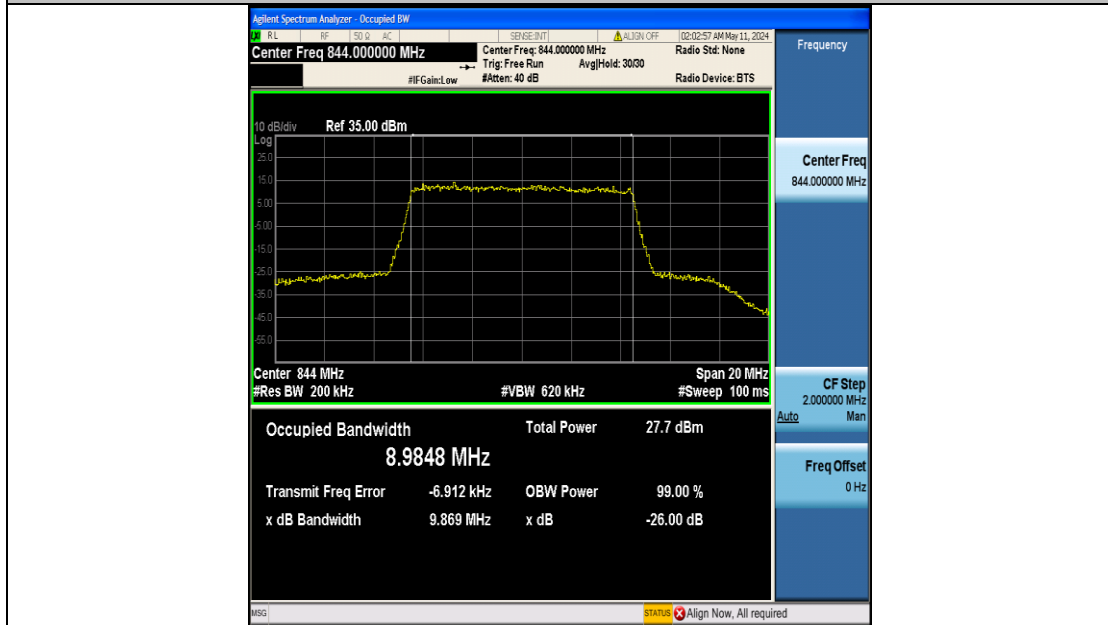 Agilent Spectrum Analyzer - Occupied BW
RL RF 50 Ω AC SENSE:INT ALIGN OFF 02:02:57 AM May 11, 2024
Center Freq 844.000000 MHz
Center Freq: 844.000000 MHz
Radio Std: None
Trig: Free Run Avg|Hold: 30/30
#IFGain:Low
#Atten: 40 dB
Radio Device: BTS
Frequency
10 dB/div Ref 35.00 dBm
Log
25.0
15.0
5.00
-5.00
-15.0
-25.0
-35.0
-45.0
-55.0
Center 844 MHz Span 20 MHz
#Res BW 200 kHz #VBW 620 kHz #Sweep 100 ms
Center Freq
844.000000 MHz
CF Step
2.000000 MHz
Auto Man
Freq Offset
0 Hz
Occupied Bandwidth Total Power 27.7 dBm
8.9848 MHz
Transmit Freq Error -6.912 kHz OBW Power 99.00 %
x dB Bandwidth 9.869 MHz x dB -26.00 dB
MSG STATUS Align Now, All required